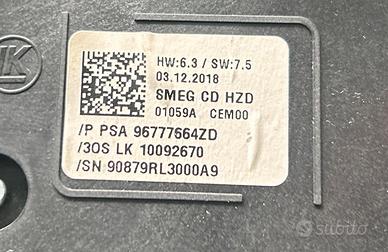 HW:6.3 / SW:7.5
03.12.2018
SMEG CD HZD
01059A CEM00
/P PSA 96777664ZD
/3OS LK 10092670
/SN 90879RL3000A9
LK
subito